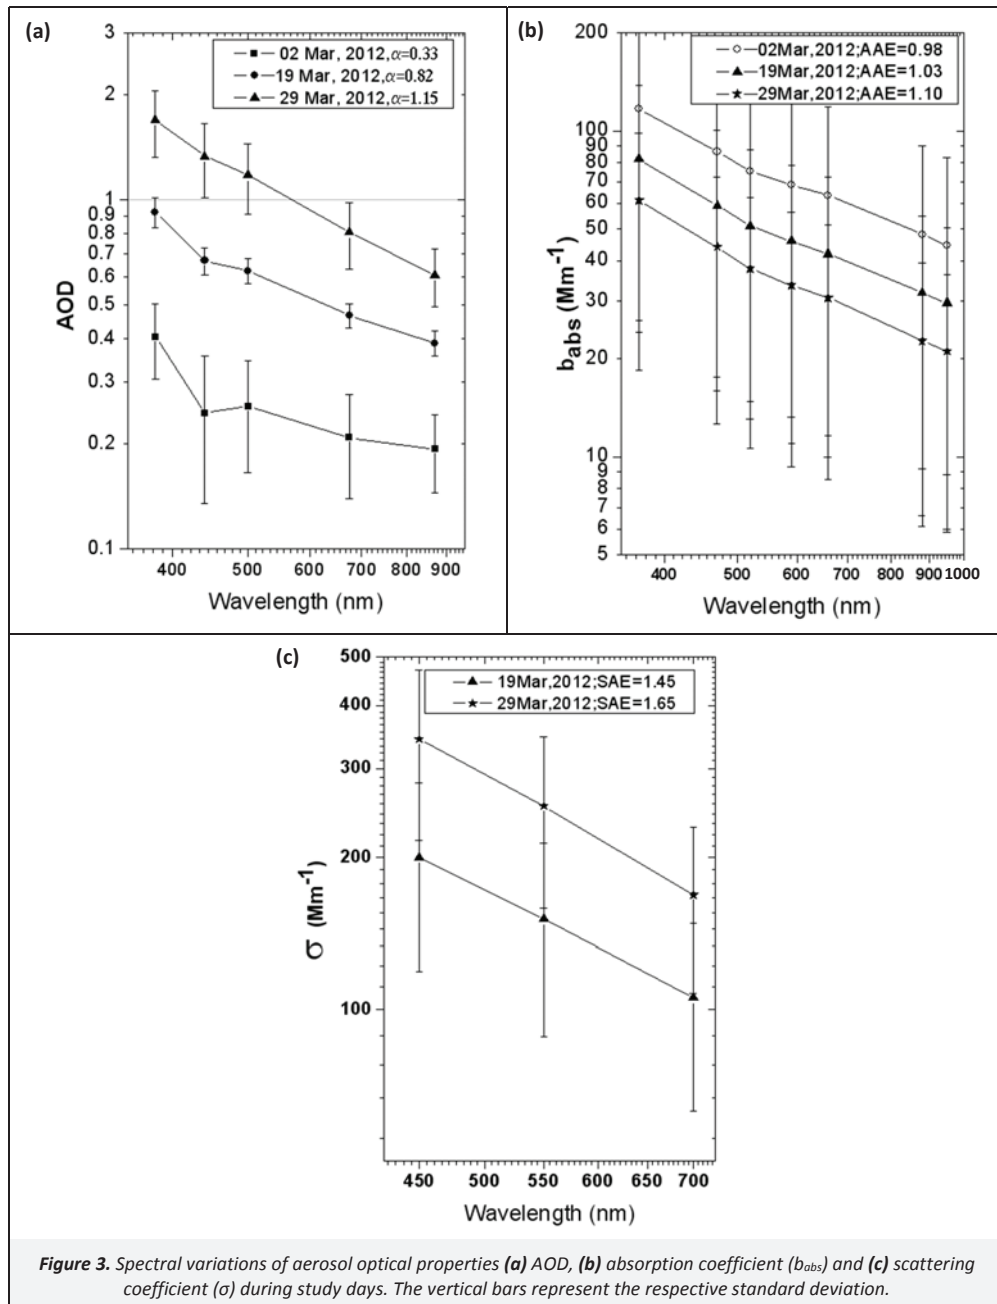 (a)
3
2
1
0.9
0.8
0.7
0.6
0.5
0.4
0.3
0.2
0.1
AOD
02 Mar, 2012,α=0.33
19 Mar, 2012,α=0.82
29 Mar, 2012,α=1.15
400 500 600 700 800 900
Wavelength (nm)
(b)
200
100
90
80
70
60
50
40
30
20
10
9
8
7
6
5
b_abs (Mm⁻¹)
02Mar,2012;AAE=0.98
19Mar,2012;AAE=1.03
29Mar,2012;AAE=1.10
400 500 600 700 800 900 1000
Wavelength (nm)
(c)
500
400
300
200
100
σ (Mm⁻¹)
19Mar,2012;SAE=1.45
29Mar,2012;SAE=1.65
450 500 550 600 650 700
Wavelength (nm)
Figure 3. Spectral variations of aerosol optical properties (a) AOD, (b) absorption coefficient (b_abs) and (c) scattering
coefficient (σ) during study days. The vertical bars represent the respective standard deviation.